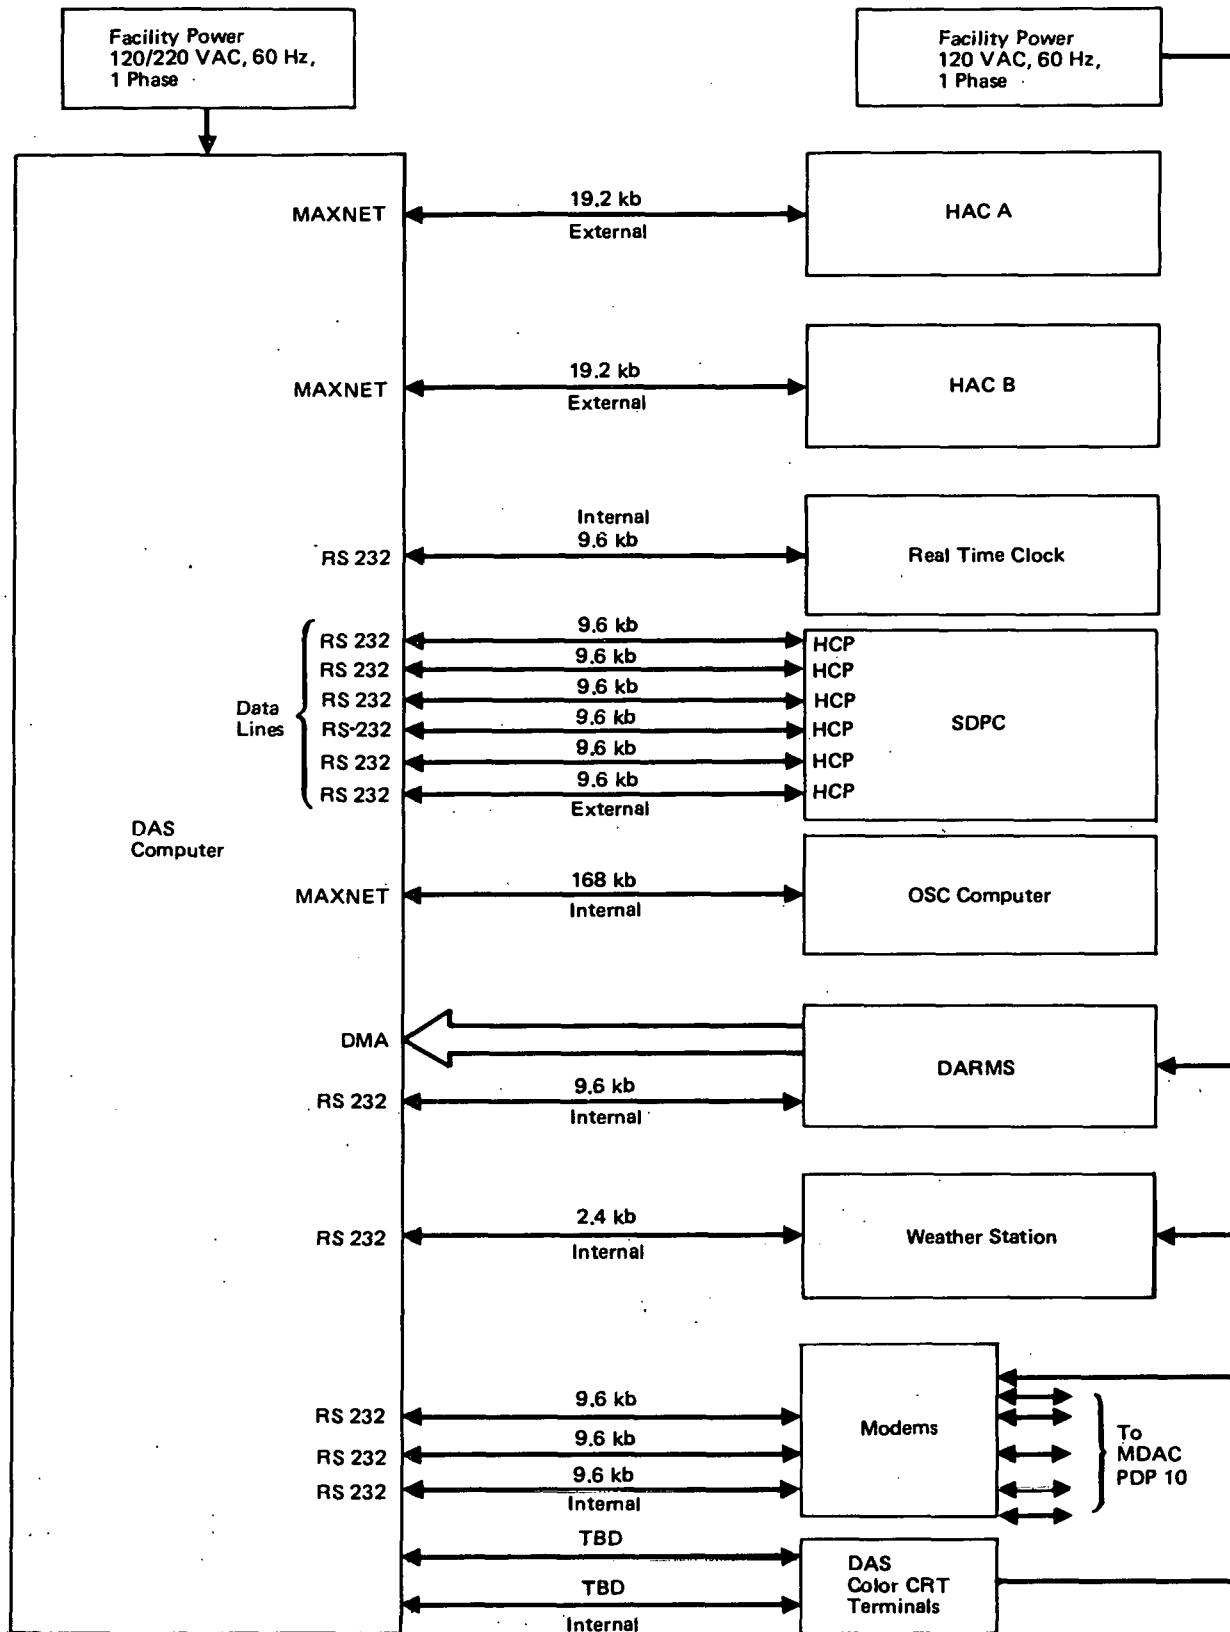 Facility Power
120/220 VAC, 60 Hz,
1 Phase
Facility Power
120 VAC, 60 Hz,
1 Phase
MAXNET
19.2 kb
External
HAC A
MAXNET
19.2 kb
External
HAC B
RS 232
Internal
9.6 kb
Real Time Clock
Data
Lines
RS 232
9.6 kb
HCP
RS 232
9.6 kb
HCP
RS 232
9.6 kb
HCP
RS-232
9.6 kb
HCP
RS 232
9.6 kb
HCP
RS 232
9.6 kb
HCP
External
SDPC
DAS
Computer
MAXNET
168 kb
Internal
OSC Computer
DMA
DARMS
RS 232
9.6 kb
Internal
RS 232
2.4 kb
Internal
Weather Station
RS 232
9.6 kb
RS 232
9.6 kb
RS 232
9.6 kb
Internal
Modems
To
MDAC
PDP 10
TBD
TBD
Internal
DAS
Color CRT
Terminals